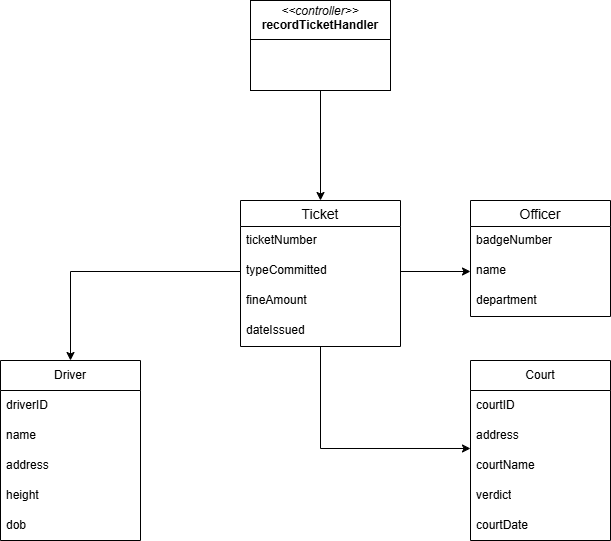 <<controller>>
recordTicketHandler
Ticket
ticketNumber
typeCommitted
fineAmount
dateIssued
Officer
badgeNumber
name
department
Driver
driverID
name
address
height
dob
Court
courtID
address
courtName
verdict
courtDate